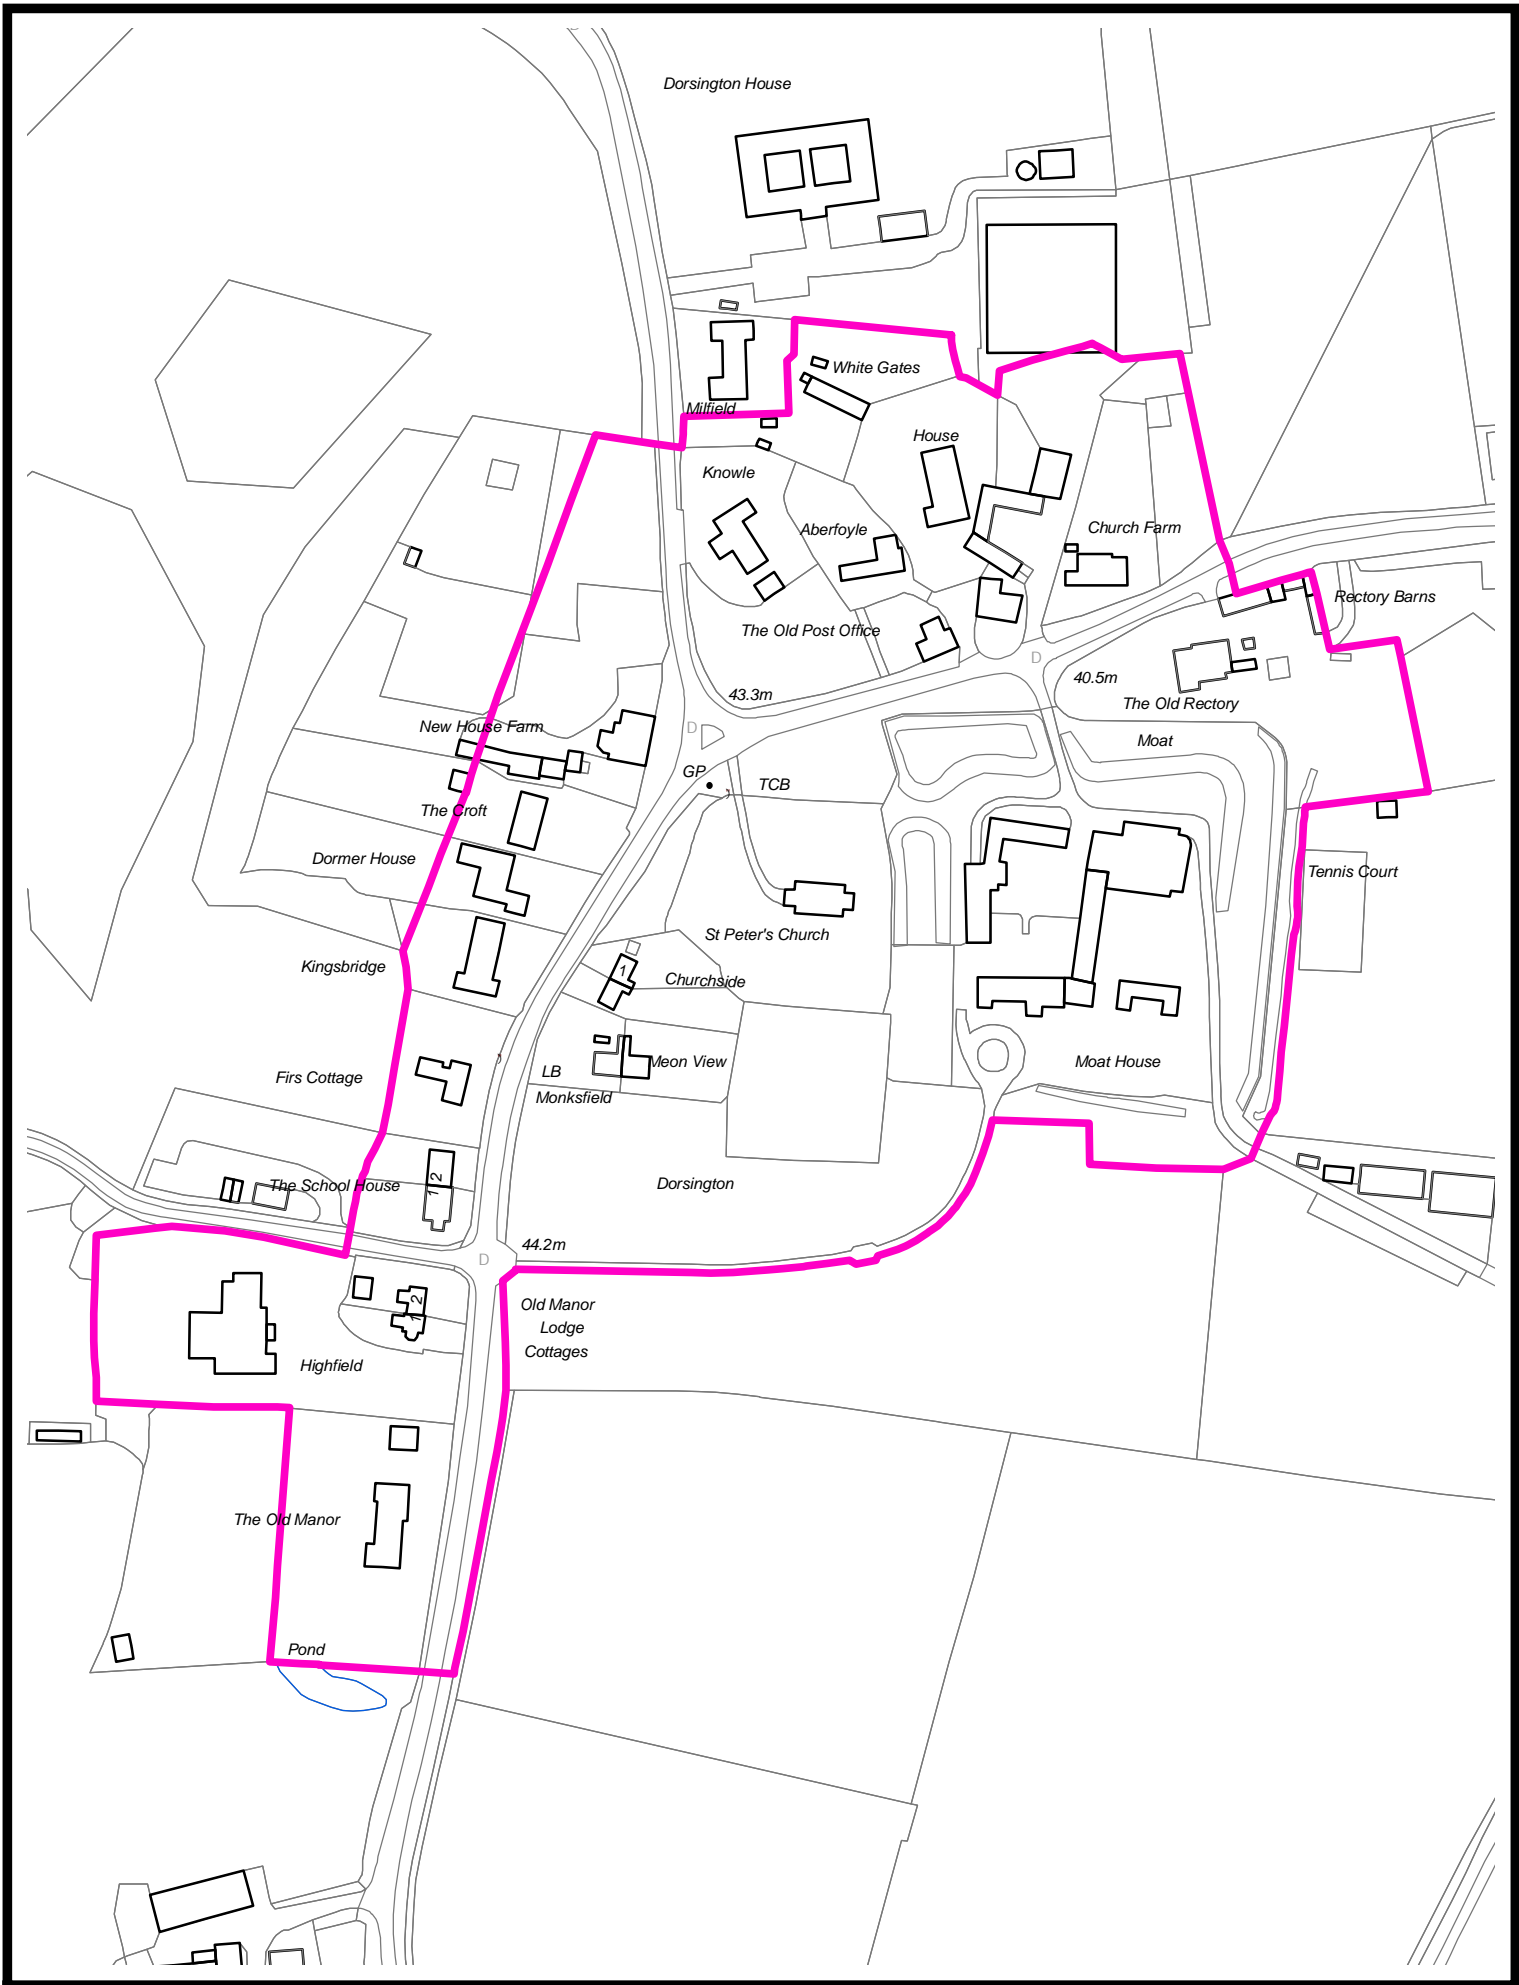 D
Dorsington House
White Gates
Milfield
House
Knowle
Aberfoyle
Church Farm
Rectory Barns
The Old Post Office
D
40.5m
43.3m
The Old Rectory
New House Farm
D
Moat
GP
TCB
The Croft
Dormer House
Tennis Court
St Peter's Church
Kingsbridge
1
Churchside
Meon View
Moat House
LB
Firs Cottage
Monksfield
2
1
The School House
Dorsington
44.2m
D
2
1
Old Manor
Lodge
Cottages
Highfield
The Old Manor
Pond